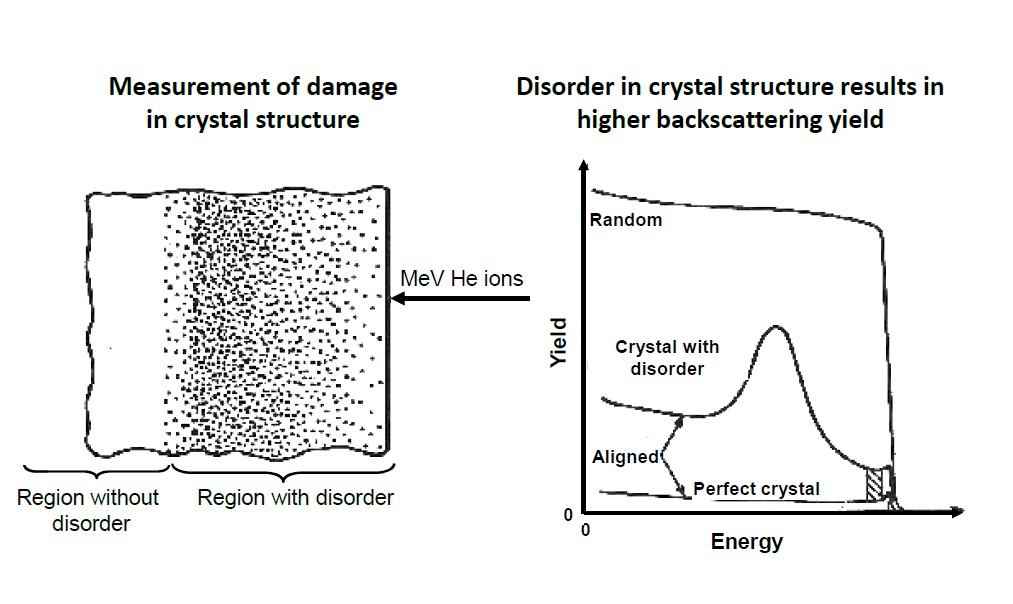 Measurement of damage
in crystal structure
MeV He ions
Region without
disorder
Region with disorder
Disorder in crystal structure results in
higher backscattering yield
Random
Crystal with
disorder
Aligned
Perfect crystal
Yield
0
0
Energy